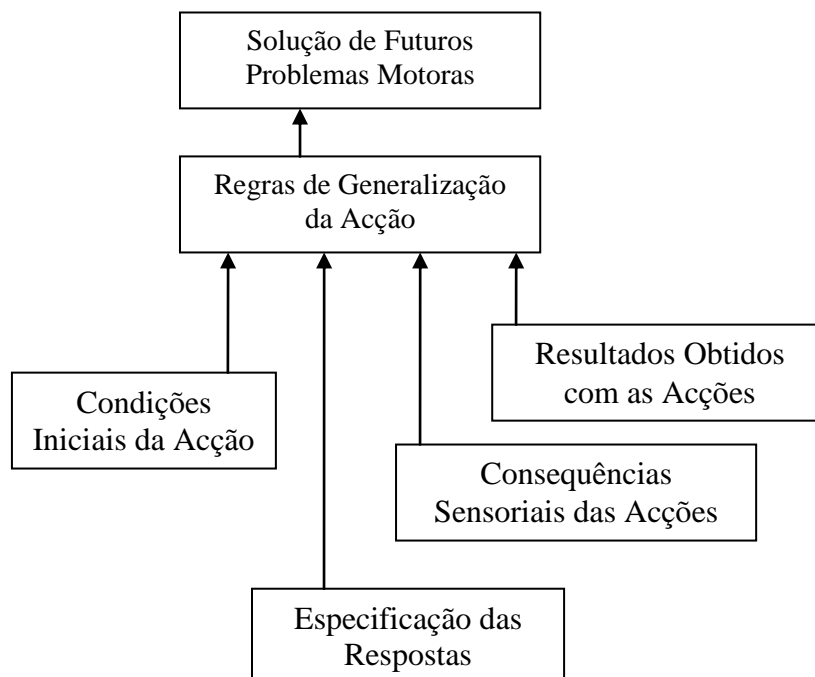 Solução de Futuros
Problemas Motoras
Regras de Generalização
da Acção
Resultados Obtidos
com as Acções
Condições
Iniciais da Acção
Consequências
Sensoriais das Acções
Especificação das
Respostas